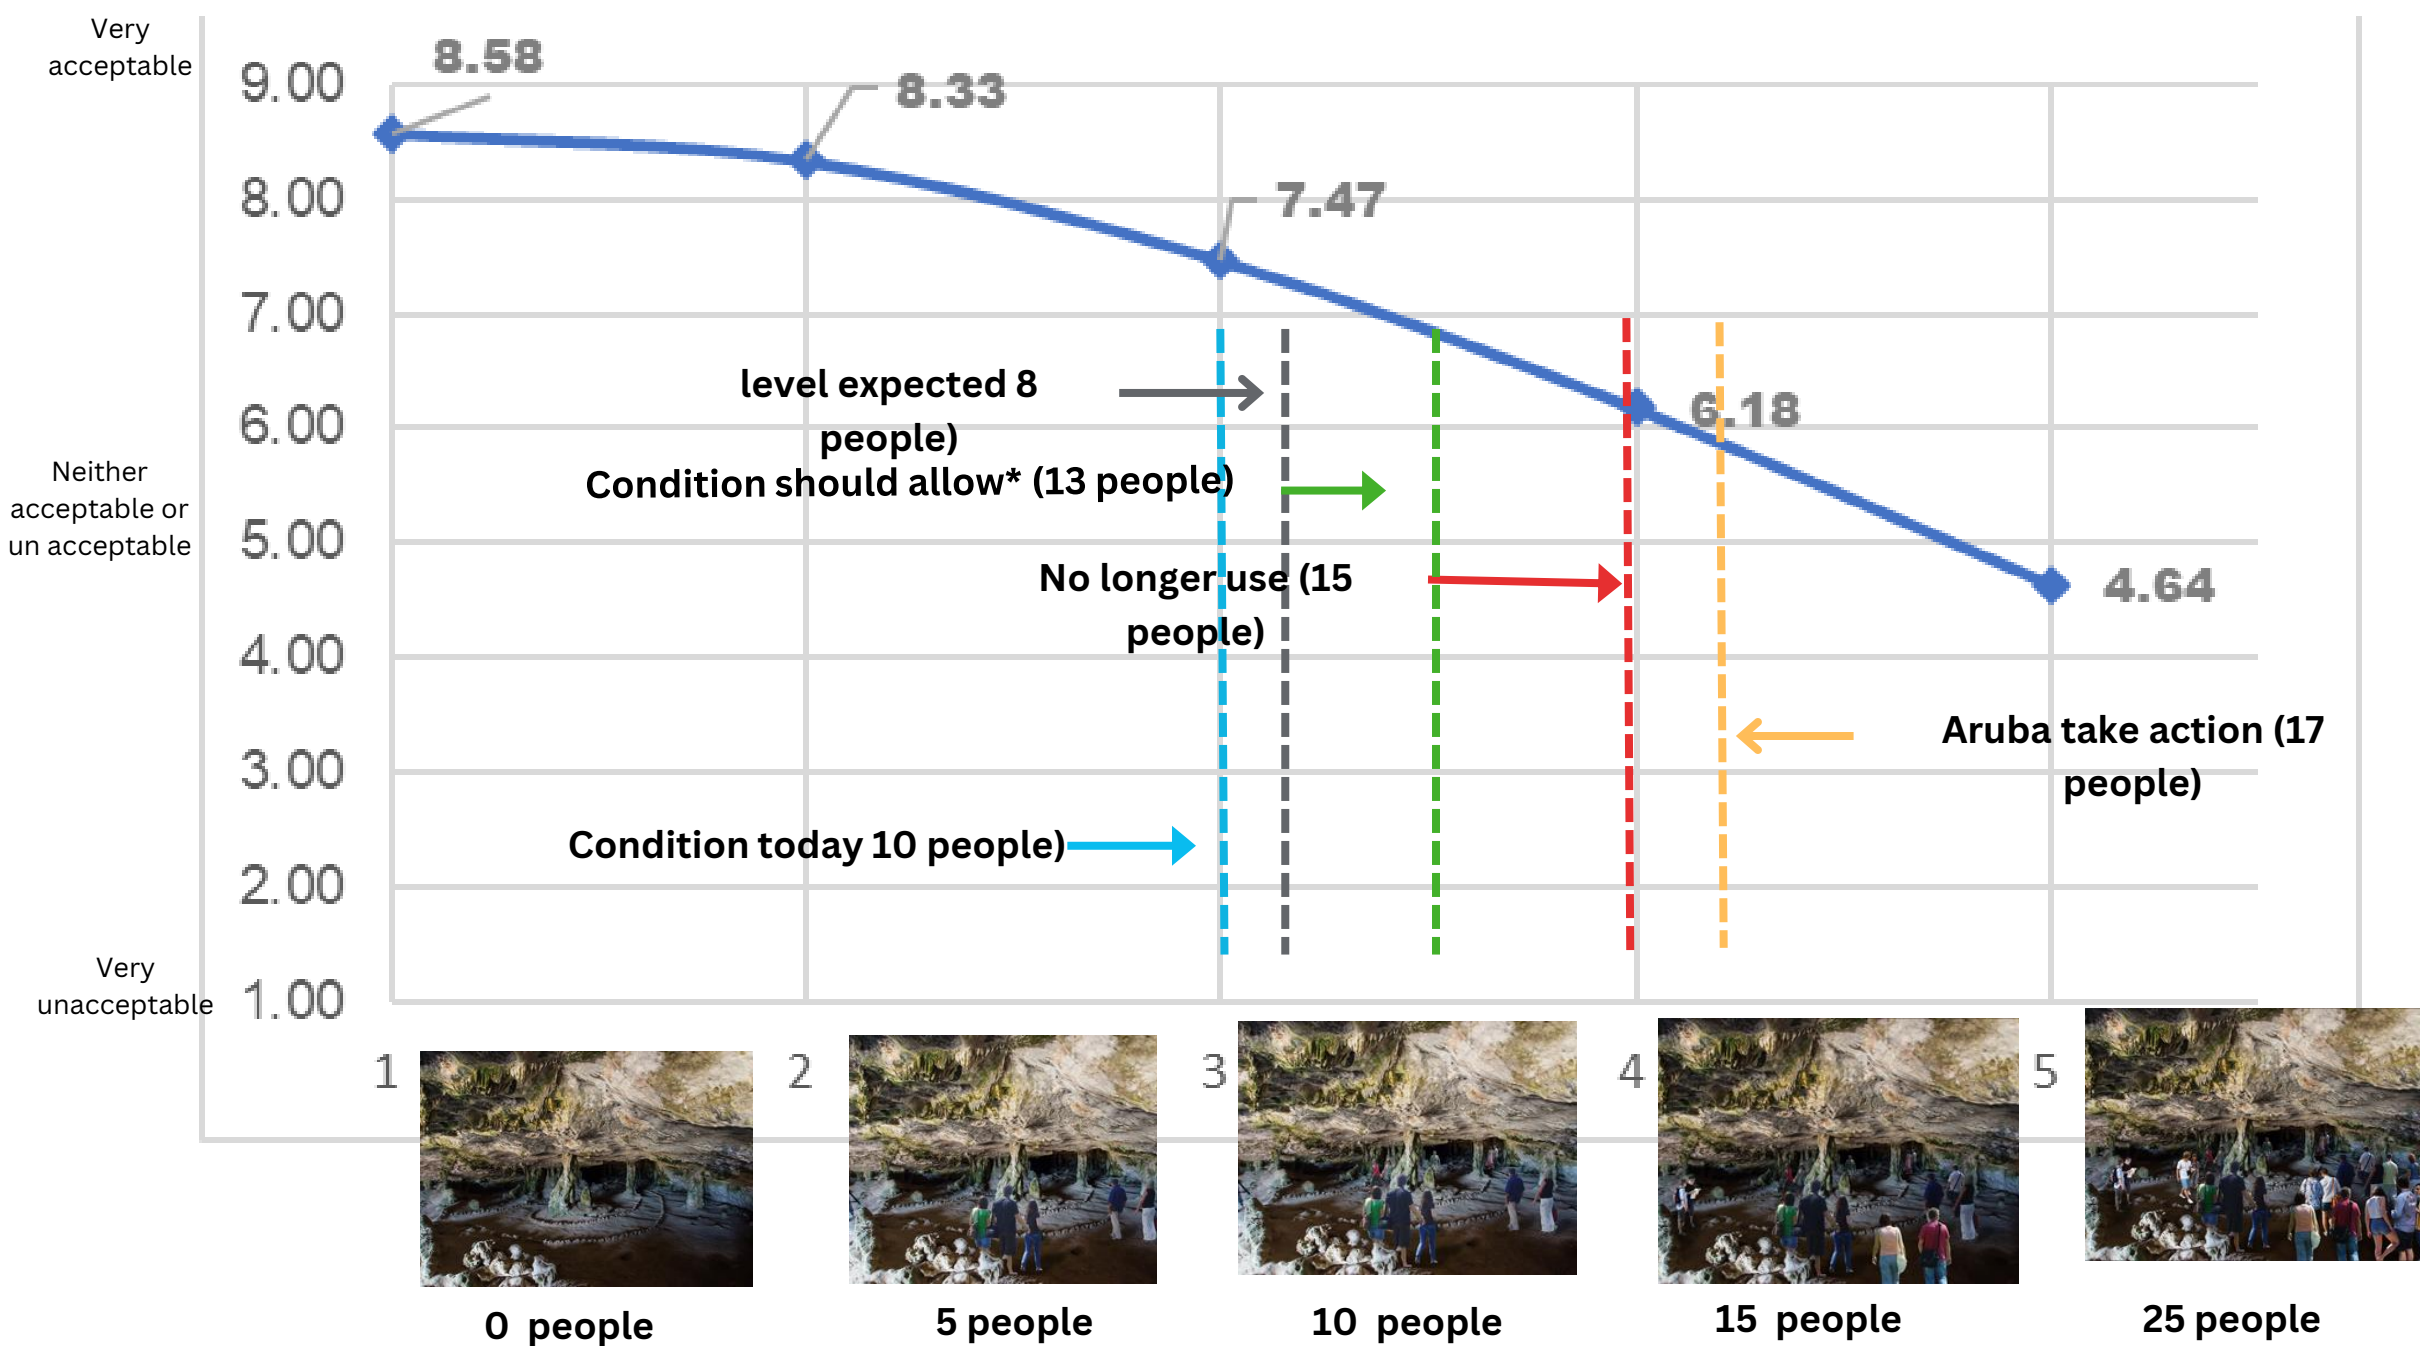 Very
acceptable
9.00
8.58
8.33
8.00
7.47
7.00
level expected 8
people)
6.00
6.18
Neither
acceptable or
un acceptable
Condition should allow* (13 people)
5.00
No longer use (15
people)
4.64
4.00
Aruba take action (17
people)
3.00
Condition today 10 people)
2.00
Very
unacceptable
1.00
1
2
3
4
5
0 people
5 people
10 people
15 people
25 people